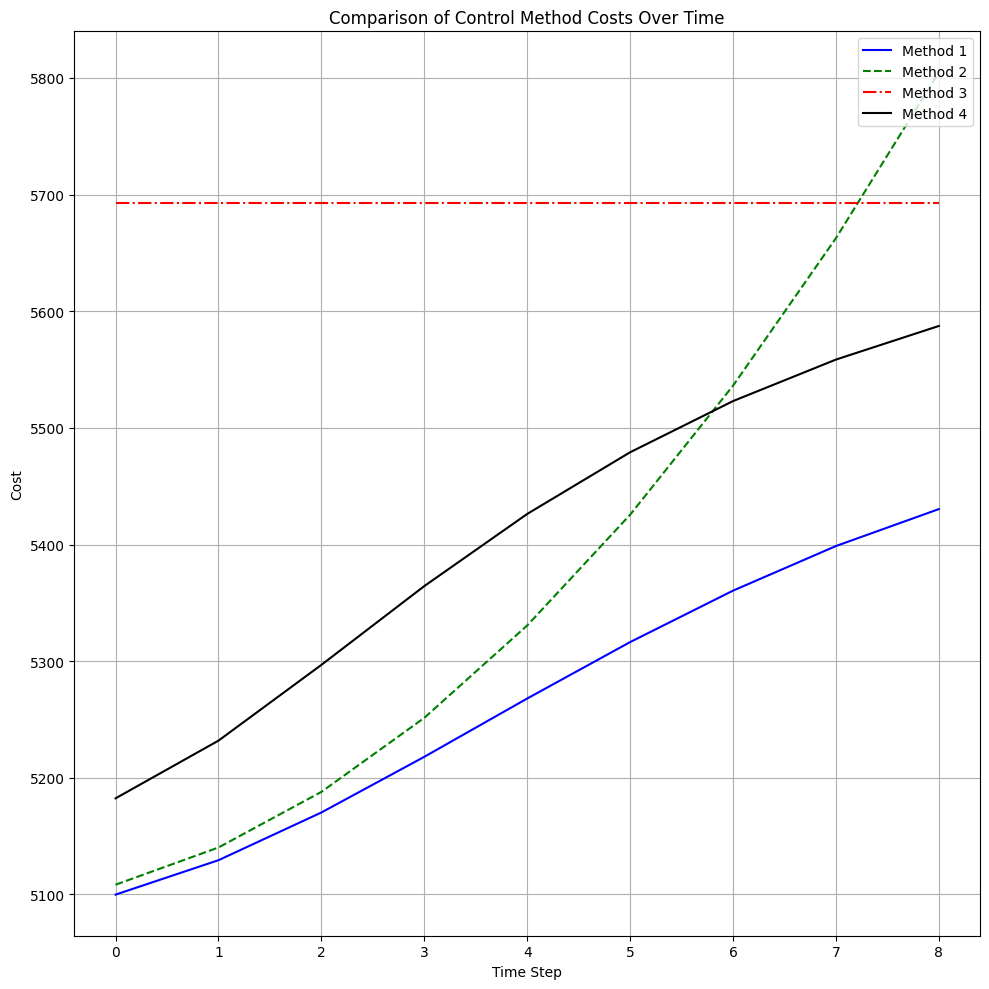 Comparison of Control Method Costs Over Time
Method 1
Method 2
Method 3
Method 4
Cost
5800
5700
5600
5500
5400
5300
5200
5100
0 1 2 3 4 5 6 7 8
Time Step